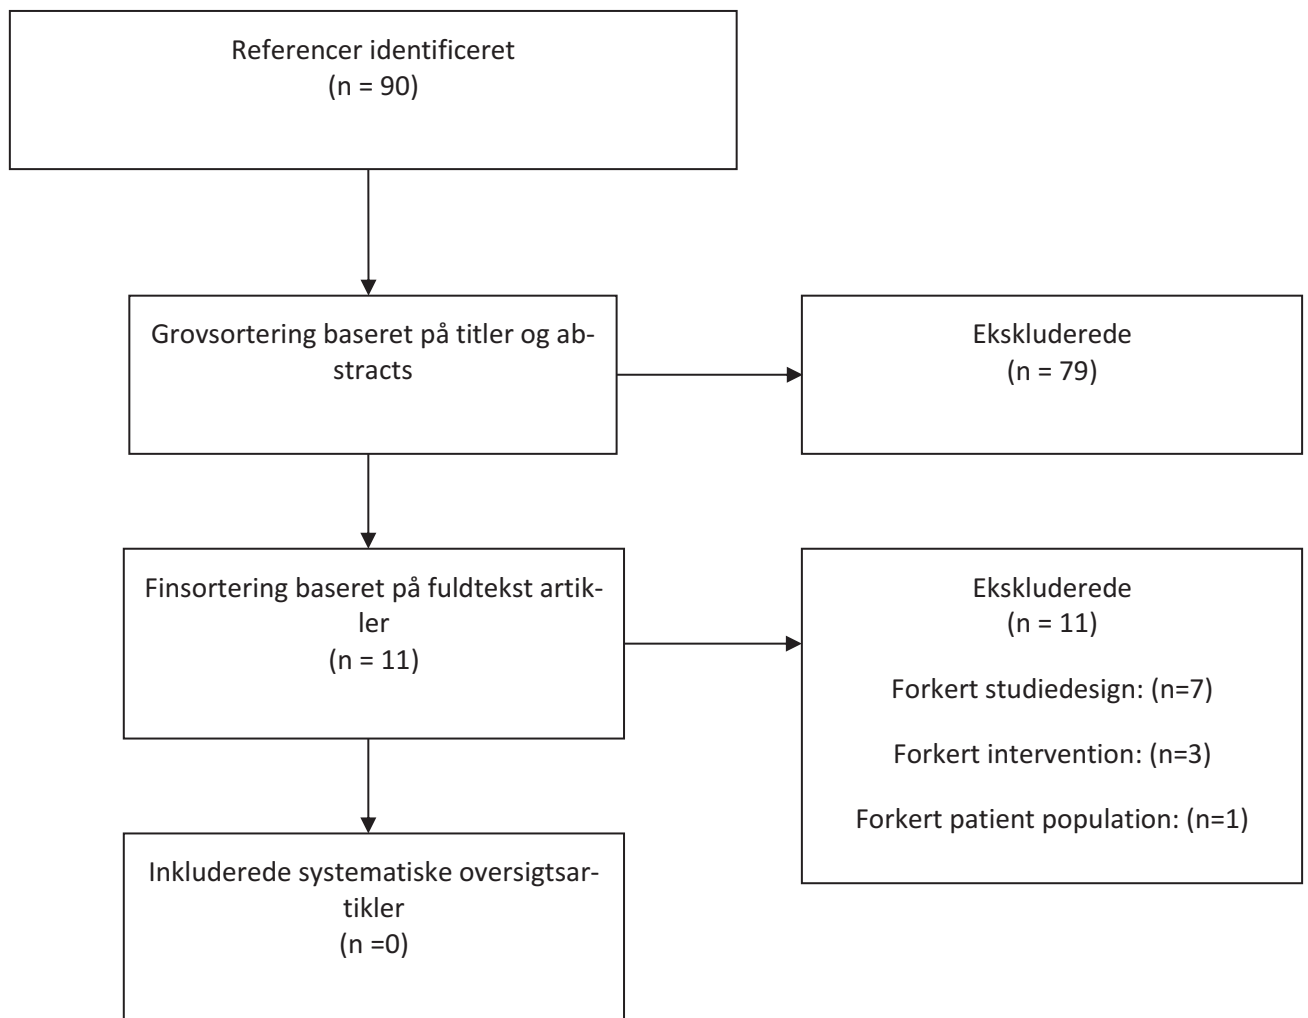 Referencer identificeret
(n = 90)
Grovsortering baseret på titler og ab-
stracts
Ekskluderede
(n = 79)
Finsortering baseret på fuldtekst artik-
ler
(n = 11)
Ekskluderede
(n = 11)
Forkert studiedesign: (n=7)
Forkert intervention: (n=3)
Forkert patient population: (n=1)
Inkluderede systematiske oversigtsar-
tikler
(n =0)